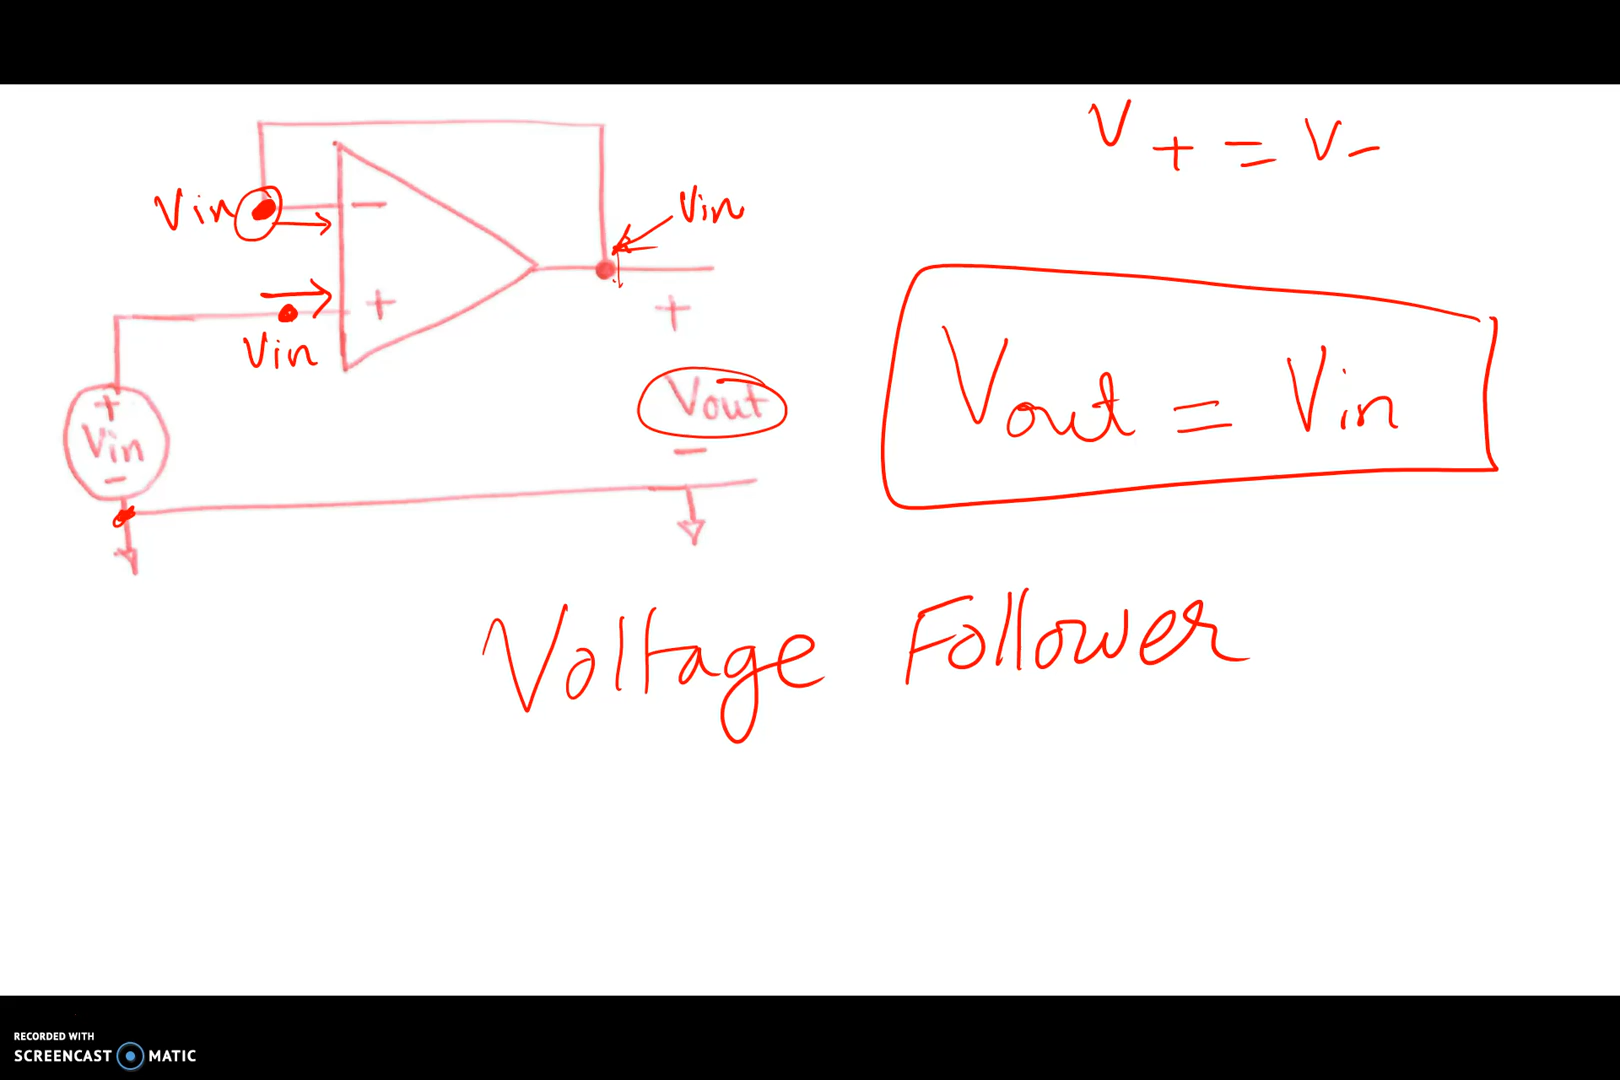 V+ = V-
Vin
-
Vin
+
Vin
+
+
Vin
-
Vout
-
Vout = Vin
Voltage Follower
RECORDED WITH
SCREENCAST MATIC